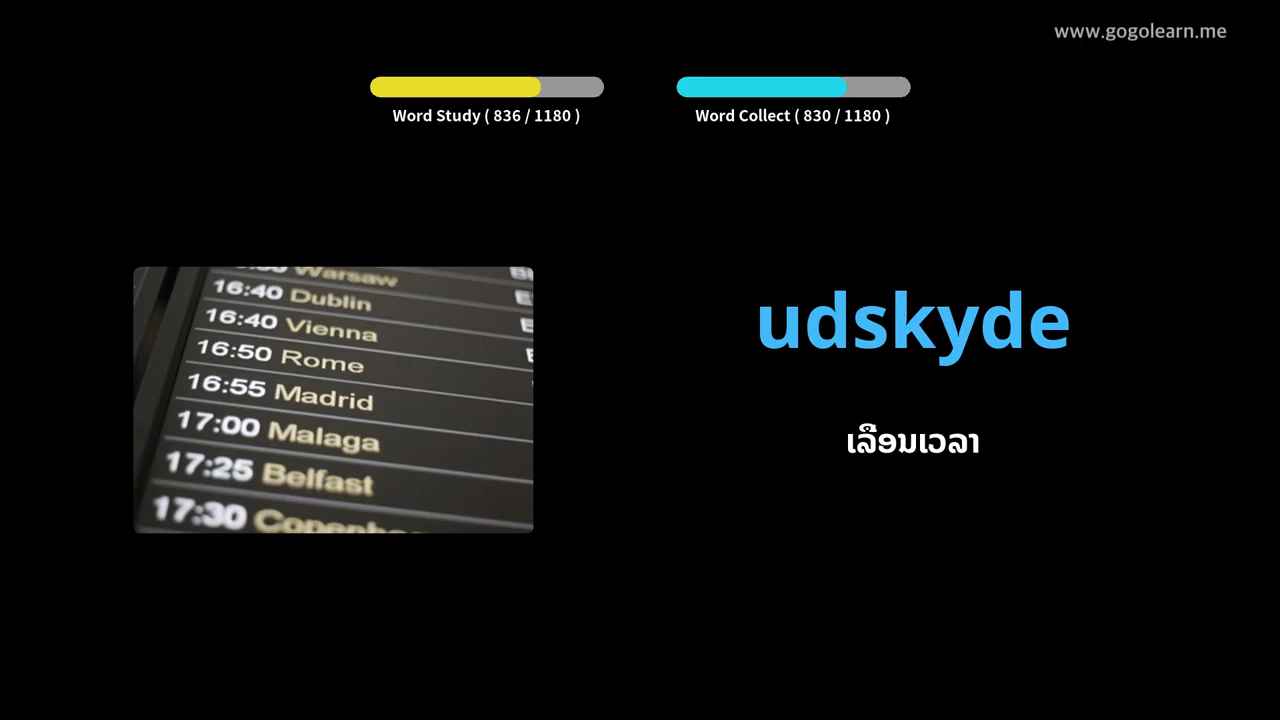 www.gogolearn.me
Word Study ( 836 / 1180 )
Word Collect ( 830 / 1180 )
Warsaw
16:40 Dublin
16:40 Vienna
16:50 Rome
16:55 Madrid
17:00 Malaga
17:25 Belfast
17:30
udskyde
ເລື່ອນເວລາ